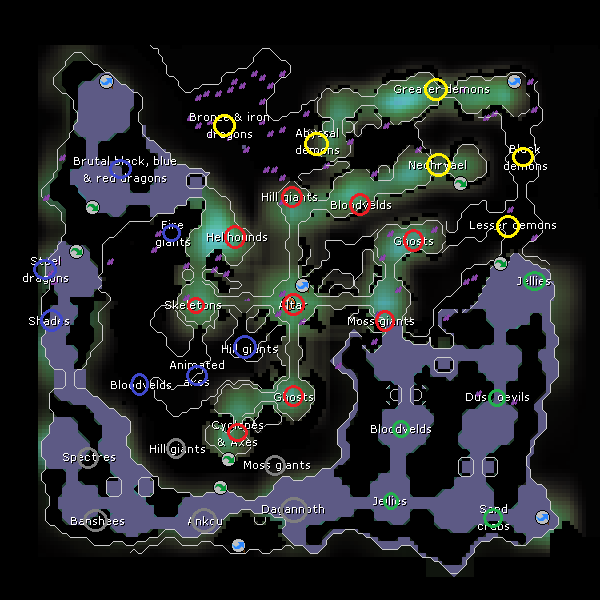 Greater demons
Bronze & iron
dragons
Abyssal
demons
Black
demons
Brutal black, blue
& red dragons
Nechryael
Hill giants
Bloodvelds
Fire
giants
Hellhounds
Ghosts
Lesser demons
Steel
dragons
Jellies
Skeletons
Altar
Shades
Moss giants
Hill giants
Animated
axes
Bloodvelds
Ghosts
Dust devils
Cyclopes
& Axes
Bloodvelds
Hill giants
Spectres
Moss giants
Jellies
Dagannoth
Banshees
Ankou
Sand
crabs